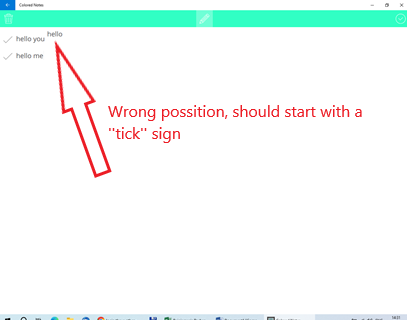 Colored Notes
hello
hello you
hello me
Wrong possition, should start with a
"tick" sign